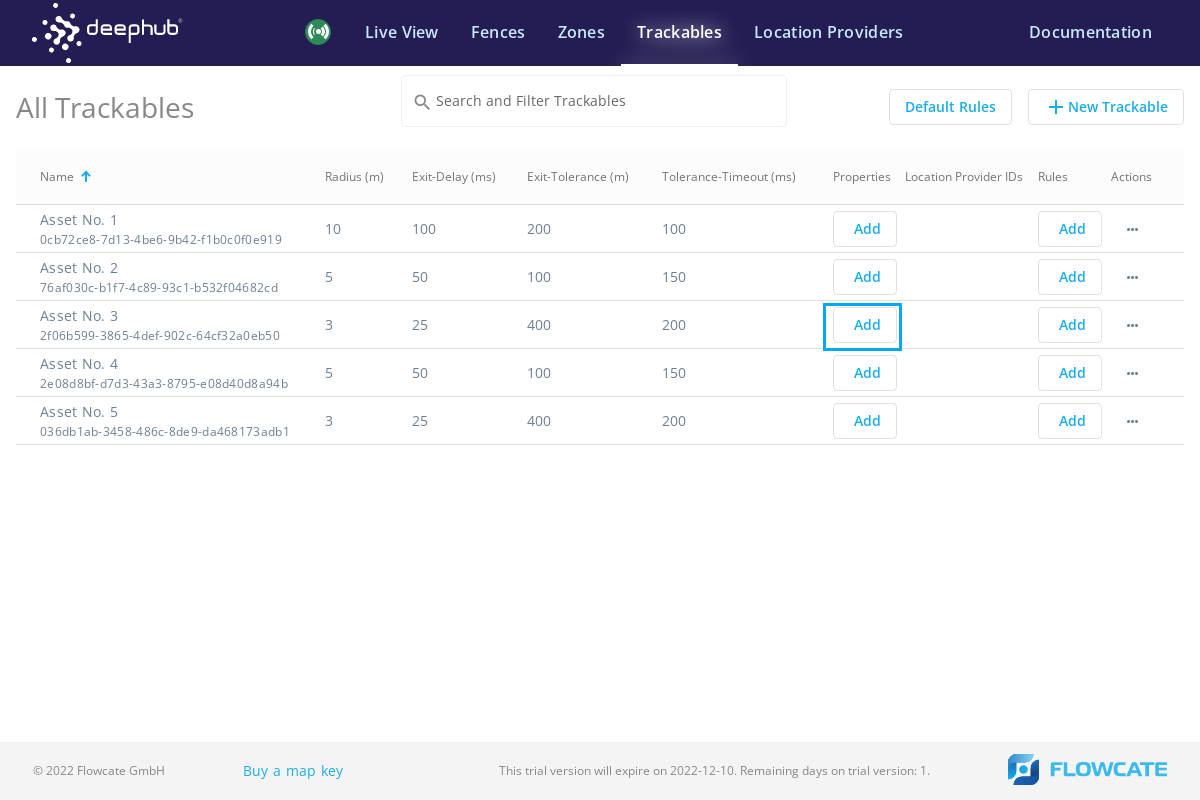 deephub®
Live View Fences Zones Trackables Location Providers Documentation
All Trackables
Search and Filter Trackables
Default Rules
New Trackable
Name Radius (m) Exit-Delay (ms) Exit-Tolerance (m) Tolerance-Timeout (ms) Properties Location Provider IDs Rules Actions
Asset No. 1
0cb72ce8-7d13-4be6-9b42-f1b0c0f0e919
10 100 200 100 Add Add ...
Asset No. 2
76af030c-b1f7-4c89-93c1-b532f04682cd
5 50 100 150 Add Add ...
Asset No. 3
2f06b599-3865-4def-902c-64cf32a0eb50
3 25 400 200 Add Add ...
Asset No. 4
2e08d8bf-d7d3-43a3-8795-e08d40d8a94b
5 50 100 150 Add Add ...
Asset No. 5
036db1ab-3458-486c-8de9-da468173adb1
3 25 400 200 Add Add ...
© 2022 Flowcate GmbH Buy a map key This trial version will expire on 2022-12-10. Remaining days on trial version: 1. FLOWCATE